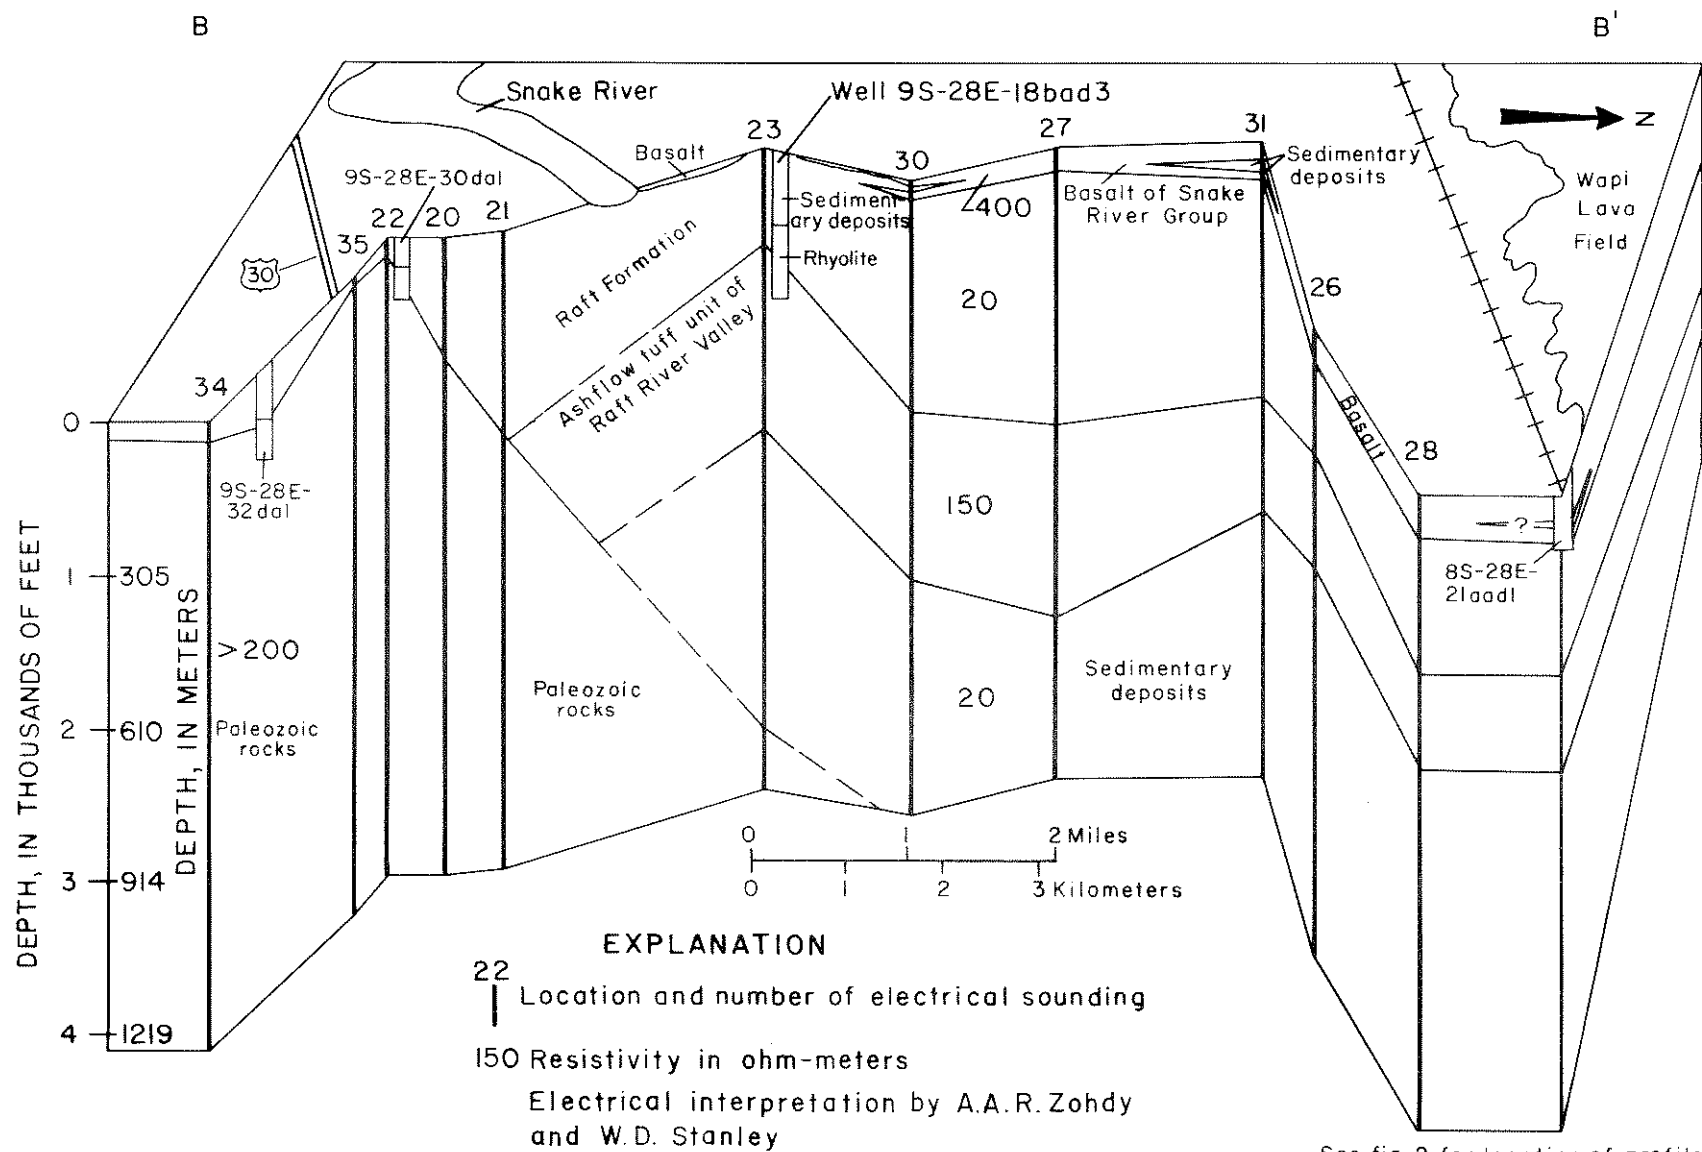 B
B'
Snake River
Well 9S-28E-18bad3
N
Basalt
9S-28E-30da1
34
35
22
20
21
23
30
27
31
26
28
30
Sedimentary
deposits
Wapi
Lava
Field
Sediment
ary deposits
Rhyolite
400
Basalt of Snake
River Group
Raft Formation
Ashflow tuff unit of
Raft River Valley
20
150
20
Basalt
?
8S-28E-
21aad1
9S-28E-
32da1
>200
Paleozoic
rocks
Paleozoic
rocks
Sedimentary
deposits
DEPTH, IN THOUSANDS OF FEET
DEPTH, IN METERS
0
1 305
2 610
3 914
4 1219
0 1 2 Miles
0 1 2 3 Kilometers
EXPLANATION
22
Location and number of electrical sounding
150 Resistivity in ohm-meters
Electrical interpretation by A.A.R. Zohdy
and W.D. Stanley